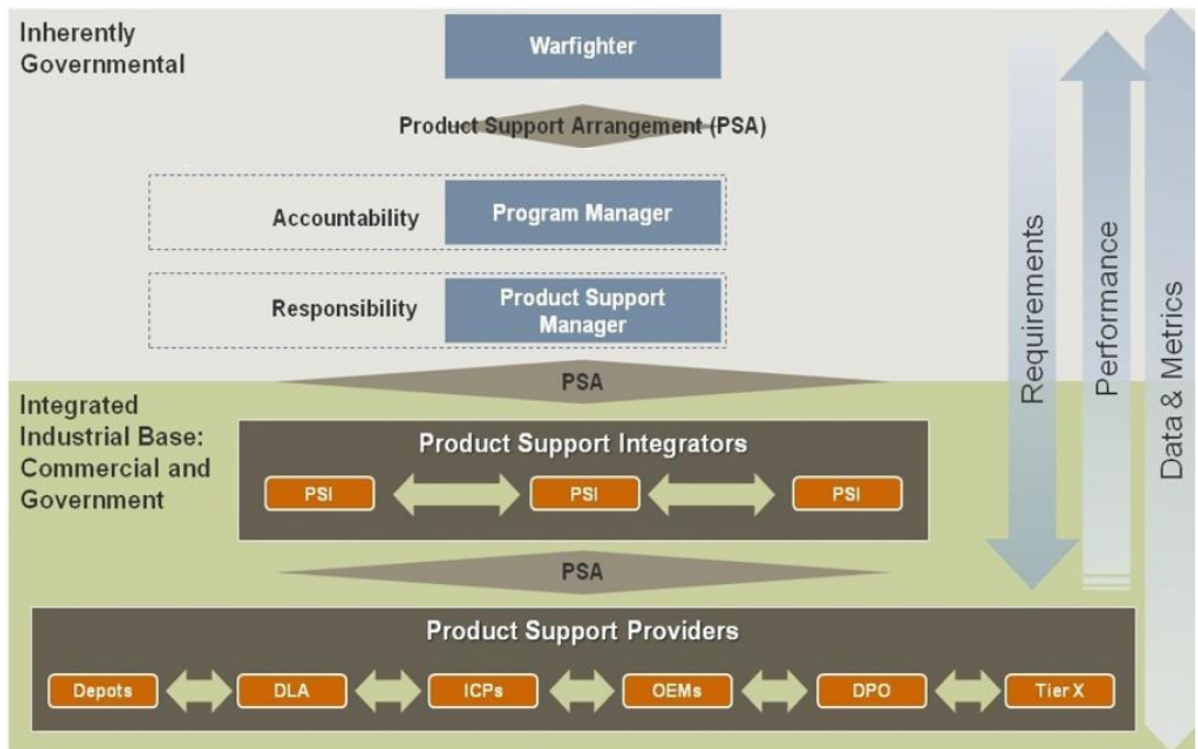 Inherently
Governmental
Warfighter
Product Support Arrangement (PSA)
Accountability
Program Manager
Responsibility
Product Support
Manager
PSA
Integrated
Industrial Base:
Commercial and
Government
Product Support Integrators
PSI
PSI
PSI
PSA
Product Support Providers
Depots
DLA
ICPs
OEMs
DPO
Tier X
Requirements
Performance
Data & Metrics